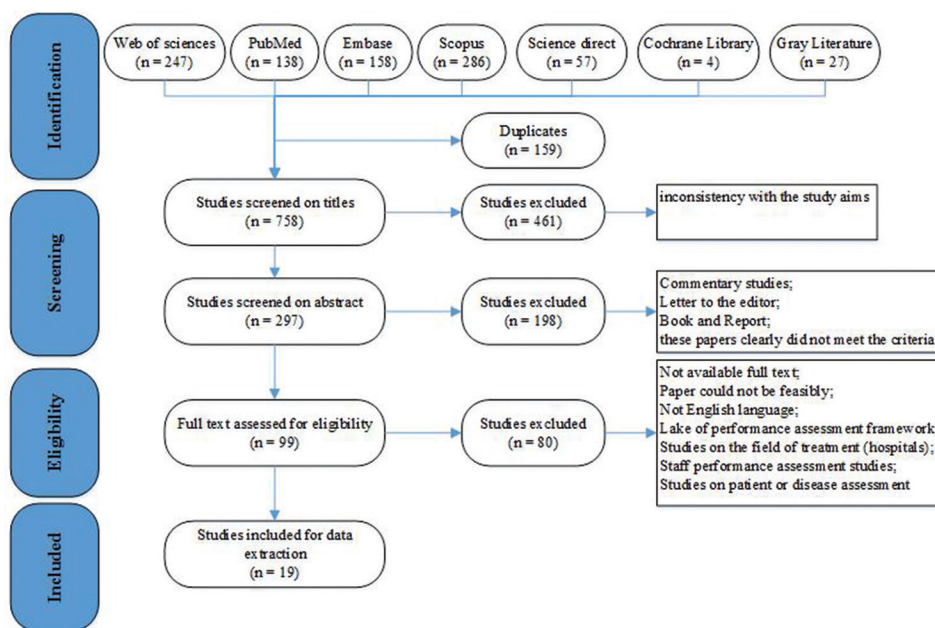 Identification
Web of sciences
(n = 247)
PubMed
(n = 138)
Embase
(n = 158)
Scopus
(n = 286)
Science direct
(n = 57)
Cochrane Library
(n = 4)
Gray Literature
(n = 27)
Duplicates
(n = 159)
Screening
Studies screened on titles
(n = 758)
Studies excluded
(n = 461)
inconsistency with the study aims
Studies screened on abstract
(n = 297)
Studies excluded
(n = 198)
Commentary studies;
Letter to the editor;
Book and Report;
these papers clearly did not meet the criteria
Eligibility
Full text assessed for eligibility
(n = 99)
Studies excluded
(n = 80)
Not available full text;
Paper could not be feasibly;
Not English language;
Lake of performance assessment framework
Studies on the field of treatment (hospitals);
Staff performance assessment studies;
Studies on patient or disease assessment
Included
Studies included for data
extraction
(n = 19)